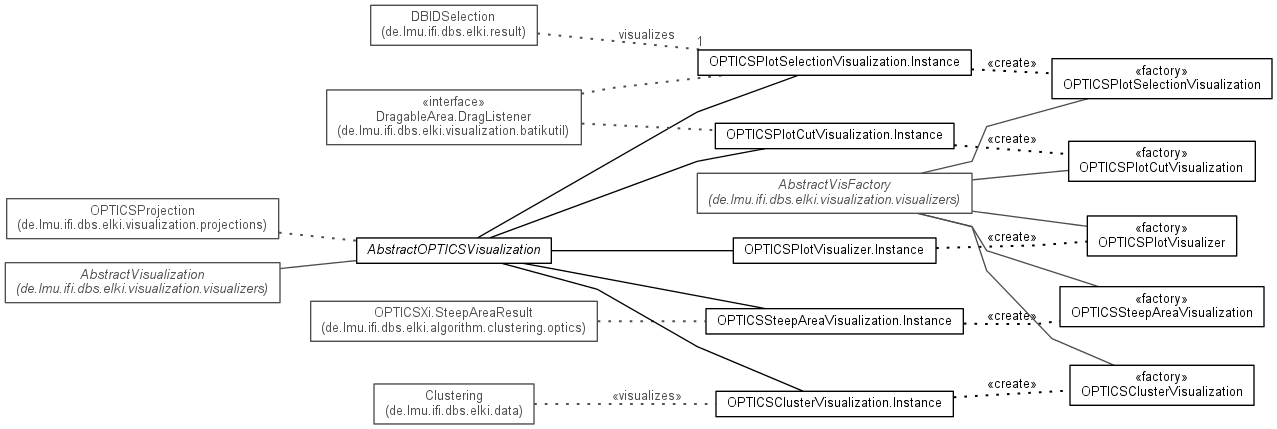 DBIDSelection
(de.lmu.ifi.dbs.elki.result)
visualizes
1
OPTICSPlotSelectionVisualization.Instance
«create»
«factory»
OPTICSPlotSelectionVisualization
«interface»
DragableArea.DragListener
(de.lmu.ifi.dbs.elki.visualization.batikutil)
OPTICSPlotCutVisualization.Instance
«create»
«factory»
OPTICSPlotCutVisualization
AbstractVisFactory
(de.lmu.ifi.dbs.elki.visualization.visualizers)
OPTICSProjection
(de.lmu.ifi.dbs.elki.visualization.projections)
AbstractOPTICSVisualization
OPTICSPlotVisualizer.Instance
«create»
«factory»
OPTICSPlotVisualizer
AbstractVisualization
(de.lmu.ifi.dbs.elki.visualization.visualizers)
OPTICSXi.SteepAreaResult
(de.lmu.ifi.dbs.elki.algorithm.clustering.optics)
OPTICSSteepAreaVisualization.Instance
«create»
«factory»
OPTICSSteepAreaVisualization
Clustering
(de.lmu.ifi.dbs.elki.data)
«visualizes»
OPTICSClusterVisualization.Instance
«create»
«factory»
OPTICSClusterVisualization